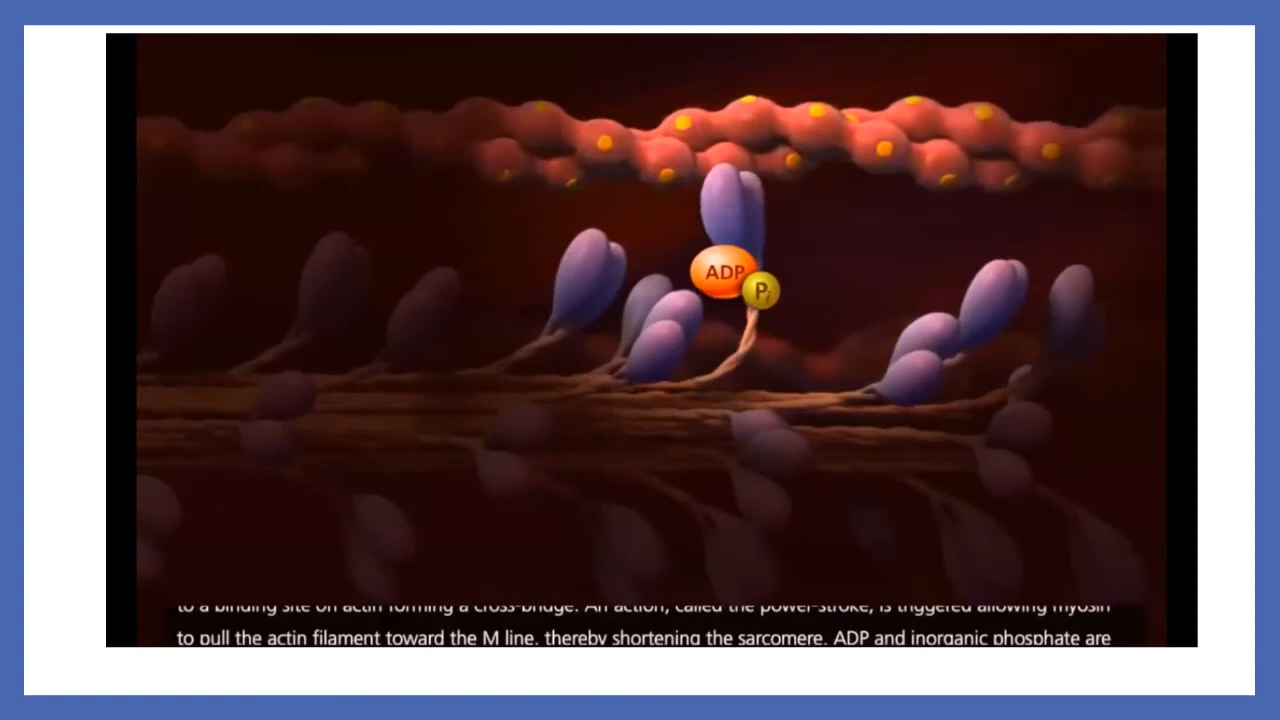 ADP
Pi
to a binding site on actin forming a cross-bridge. An action, called the power-stroke, is triggered allowing myosin
to pull the actin filament toward the M line, thereby shortening the sarcomere. ADP and inorganic phosphate are